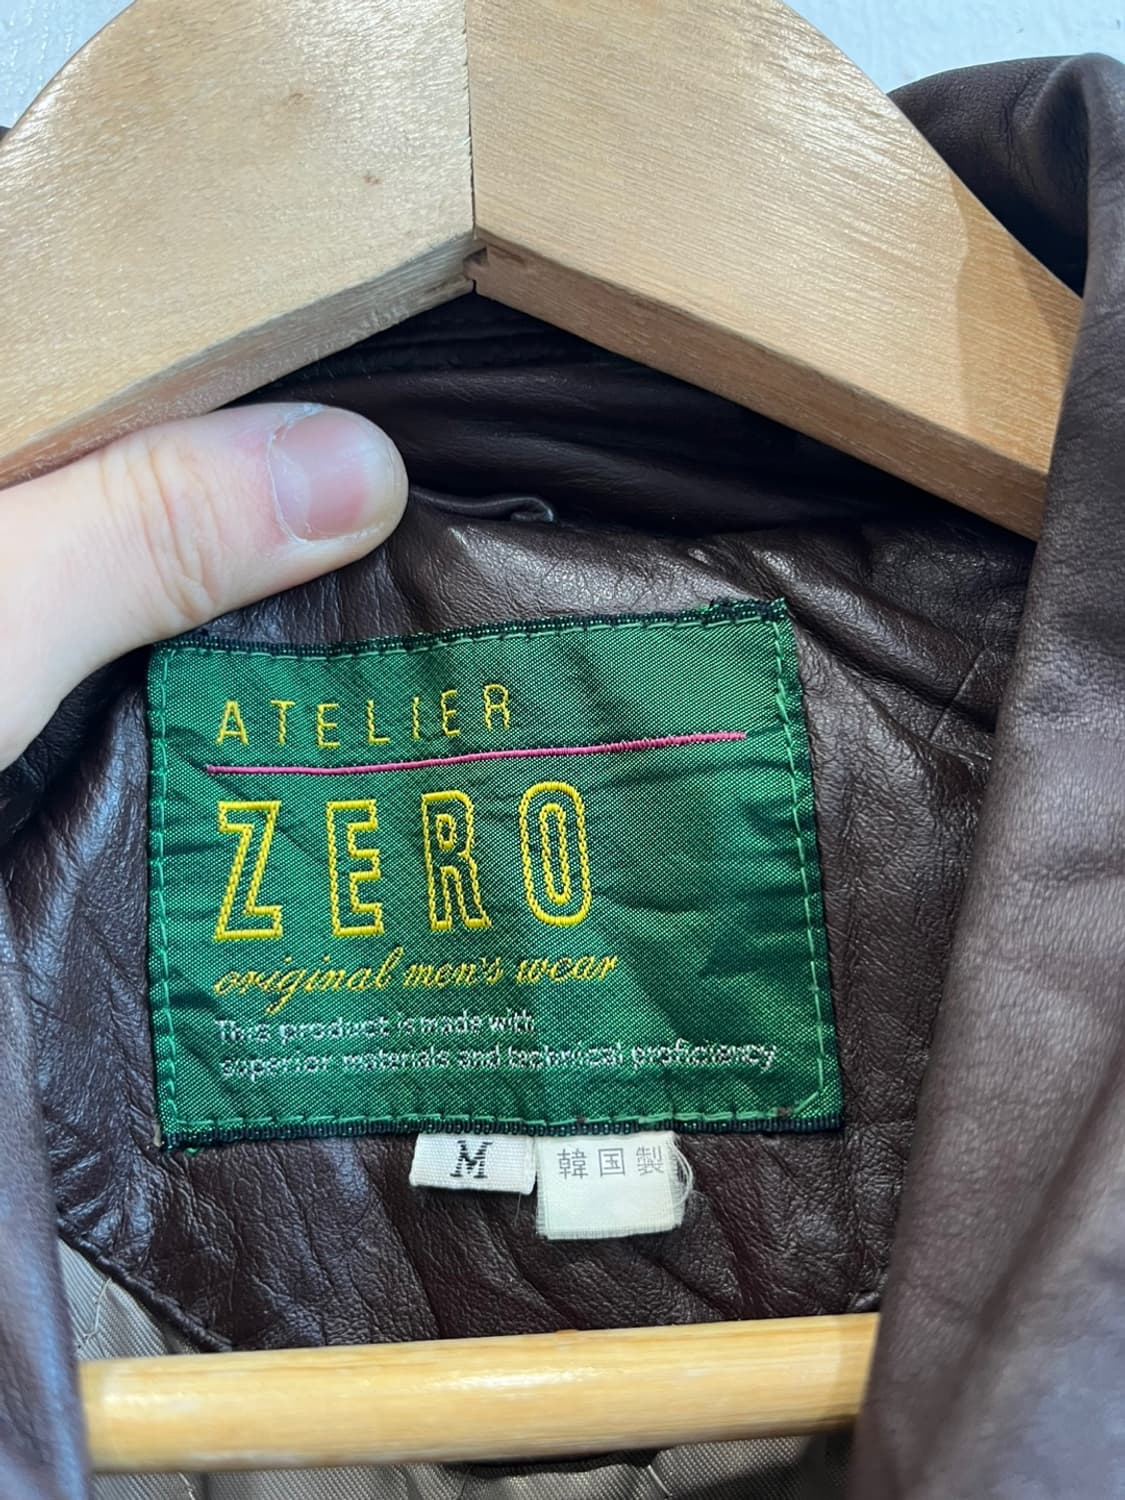 ATELIER
ZERO
original men's wear
This product is made with
superior materials and technical proficiency
M
韓国製